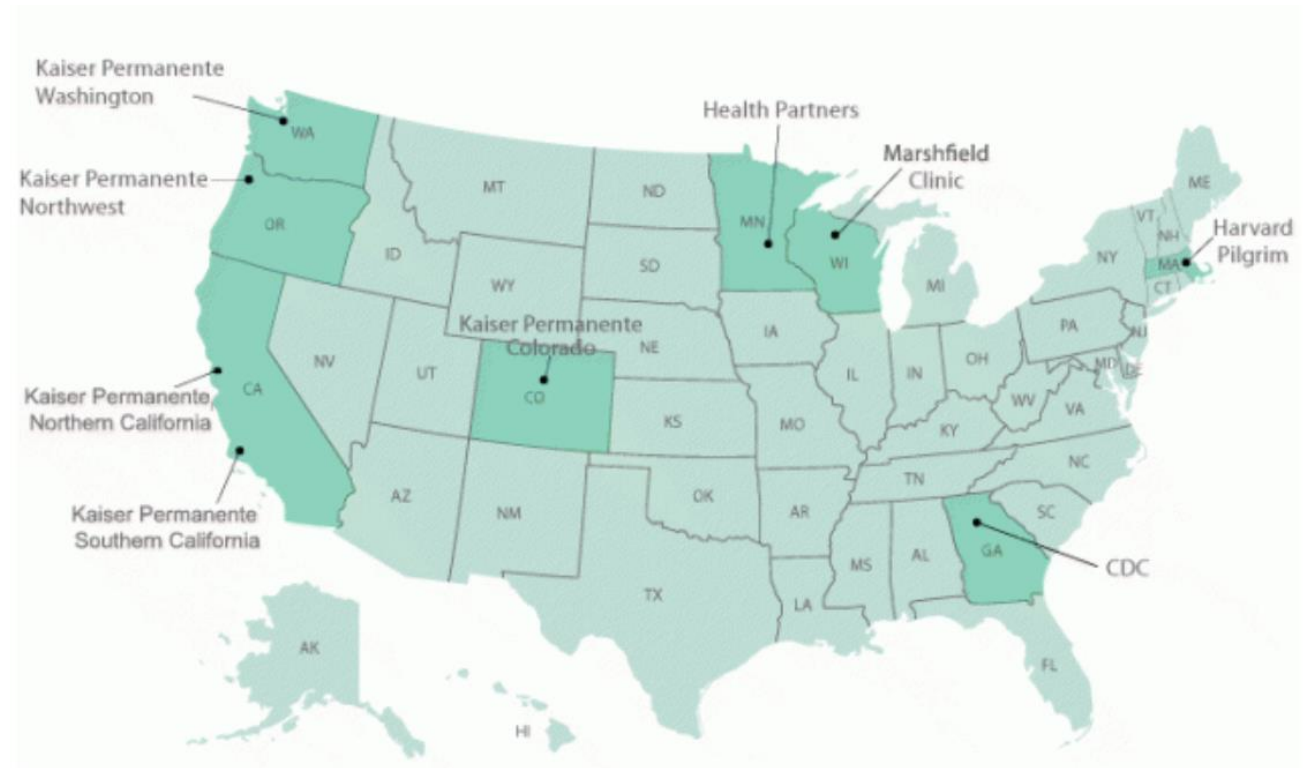 Kaiser Permanente
Washington
Health Partners
Marshfield
Clinic
Kaiser Permanente
Northwest
Harvard
Pilgrim
WA
OR
ID
MT
ND
MN
WI
SD
WY
MI
NY
VT
NH
ME
MA
CT
Kaiser Permanente
Colorado
NV
UT
CO
NE
IA
IL
IN
OH
PA
NJ
MD
DE
WV
VA
CA
Kaiser Permanente
Northern California
KS
MO
KY
Kaiser Permanente
Southern California
AZ
NM
OK
AR
TN
NC
SC
TX
LA
MS
AL
GA
CDC
FL
AK
HI